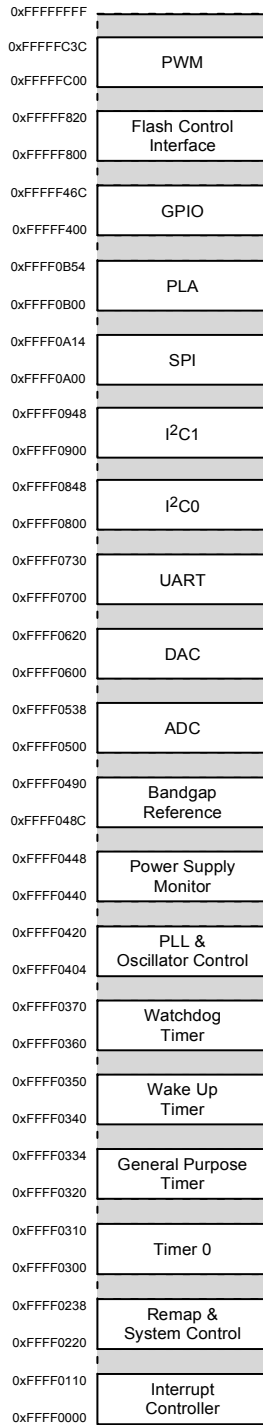 0xFFFFFFFF
0xFFFFFC3C
PWM
0xFFFFFC00
0xFFFFF820
Flash Control
Interface
0xFFFFF800
0xFFFFF46C
GPIO
0xFFFFF400
0xFFFF0B54
PLA
0xFFFF0B00
0xFFFF0A14
SPI
0xFFFF0A00
0xFFFF0948
I2C1
0xFFFF0900
0xFFFF0848
I2C0
0xFFFF0800
0xFFFF0730
UART
0xFFFF0700
0xFFFF0620
DAC
0xFFFF0600
0xFFFF0538
ADC
0xFFFF0500
0xFFFF0490
Bandgap
Reference
0xFFFF048C
0xFFFF0448
Power Supply
Monitor
0xFFFF0440
0xFFFF0420
PLL &
Oscillator Control
0xFFFF0404
0xFFFF0370
Watchdog
Timer
0xFFFF0360
0xFFFF0350
Wake Up
Timer
0xFFFF0340
0xFFFF0334
General Purpose
Timer
0xFFFF0320
0xFFFF0310
Timer 0
0xFFFF0300
0xFFFF0238
Remap &
System Control
0xFFFF0220
0xFFFF0110
Interrupt
Controller
0xFFFF0000